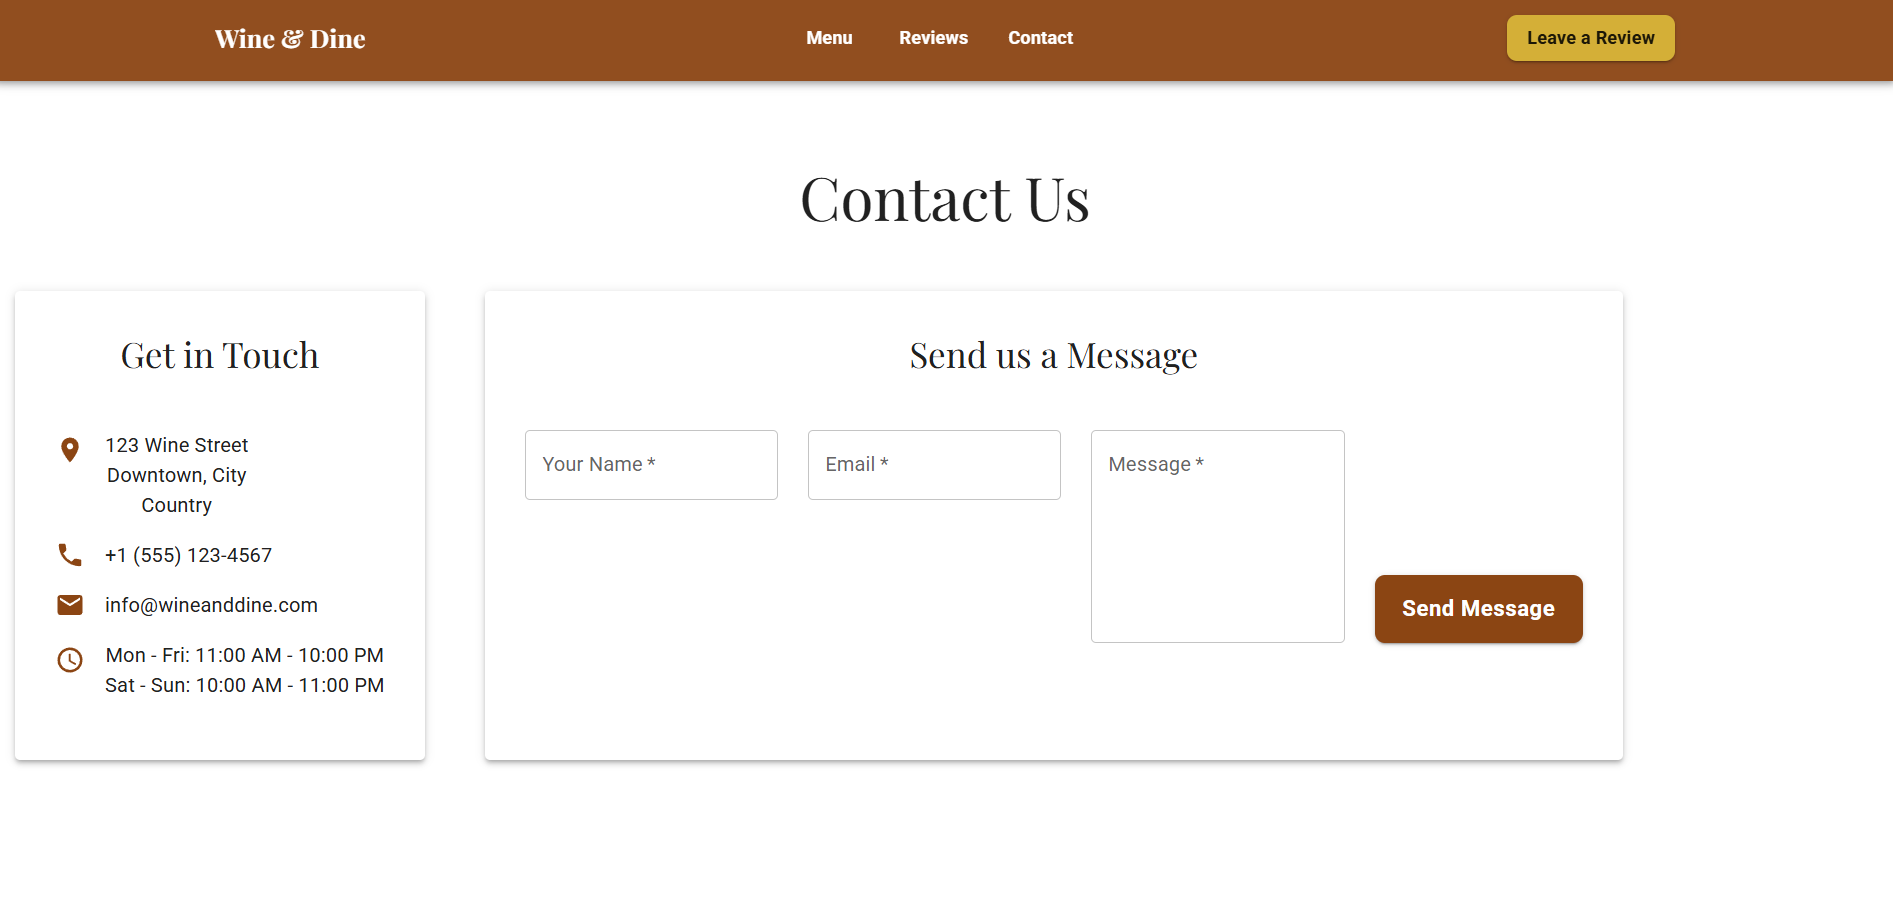 Wine & Dine
Menu
Reviews
Contact
Leave a Review
Contact Us
Get in Touch
123 Wine Street
Downtown, City
Country
+1 (555) 123-4567
info@wineanddine.com
Mon - Fri: 11:00 AM - 10:00 PM
Sat - Sun: 10:00 AM - 11:00 PM
Send us a Message
Your Name *
Email *
Message *
Send Message